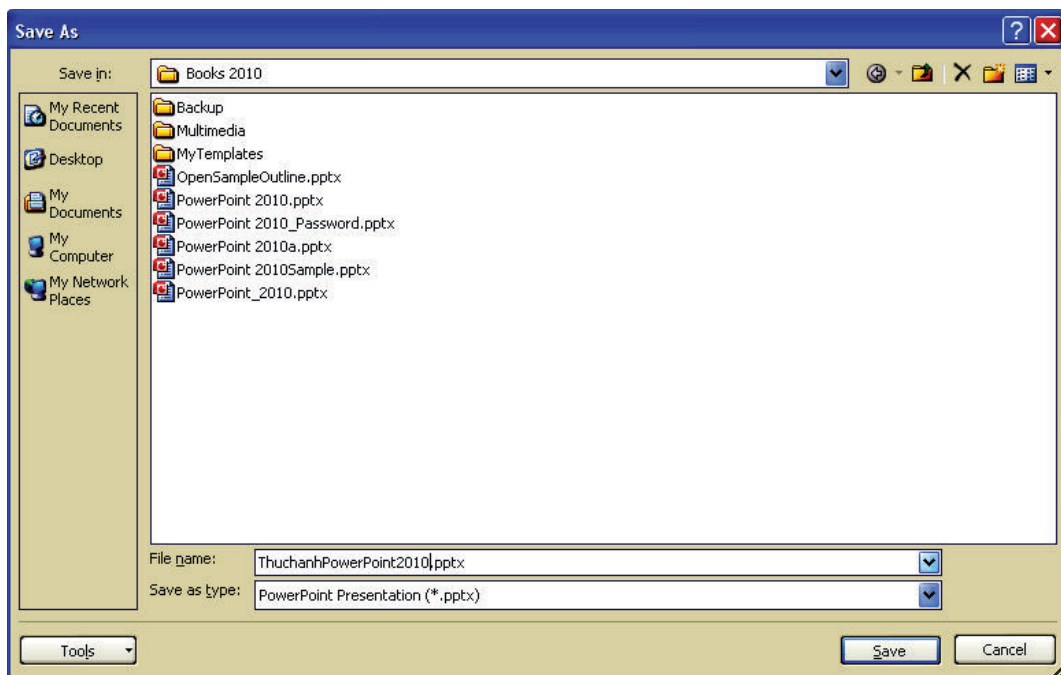 Save As
Save in:
Books 2010
My Recent
Documents
Desktop
My
Documents
My
Computer
My Network
Places
Backup
Multimedia
MyTemplates
OpenSampleOutline.pptx
PowerPoint 2010.pptx
PowerPoint 2010_Password.pptx
PowerPoint 2010a.pptx
PowerPoint 2010Sample.pptx
PowerPoint_2010.pptx
File name:
ThuchanhPowerPoint2010.pptx
Save as type:
PowerPoint Presentation (*.pptx)
Tools
Save
Cancel